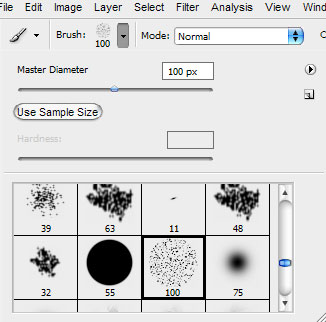 File Edit Image Layer Select Filter Analysis View W
Brush: 100 Mode: Normal
Master Diameter 100 px
Use Sample Size
Hardness:
39 63 11 48
32 55 100 75